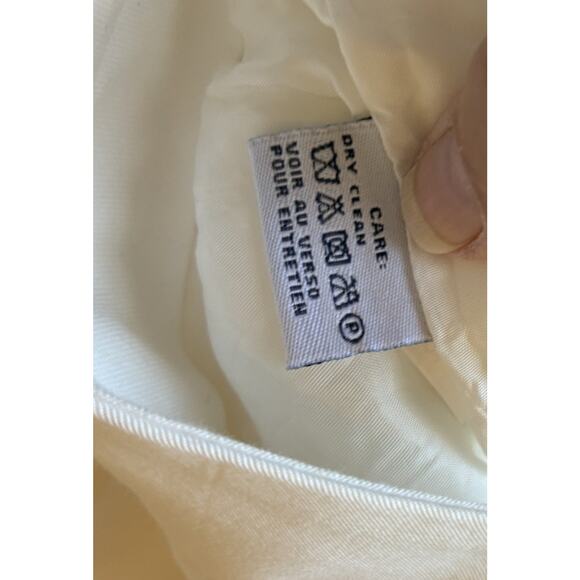 CARE:
DRY CLEAN
P
VOIR AU VERSO
POUR ENTRETIEN